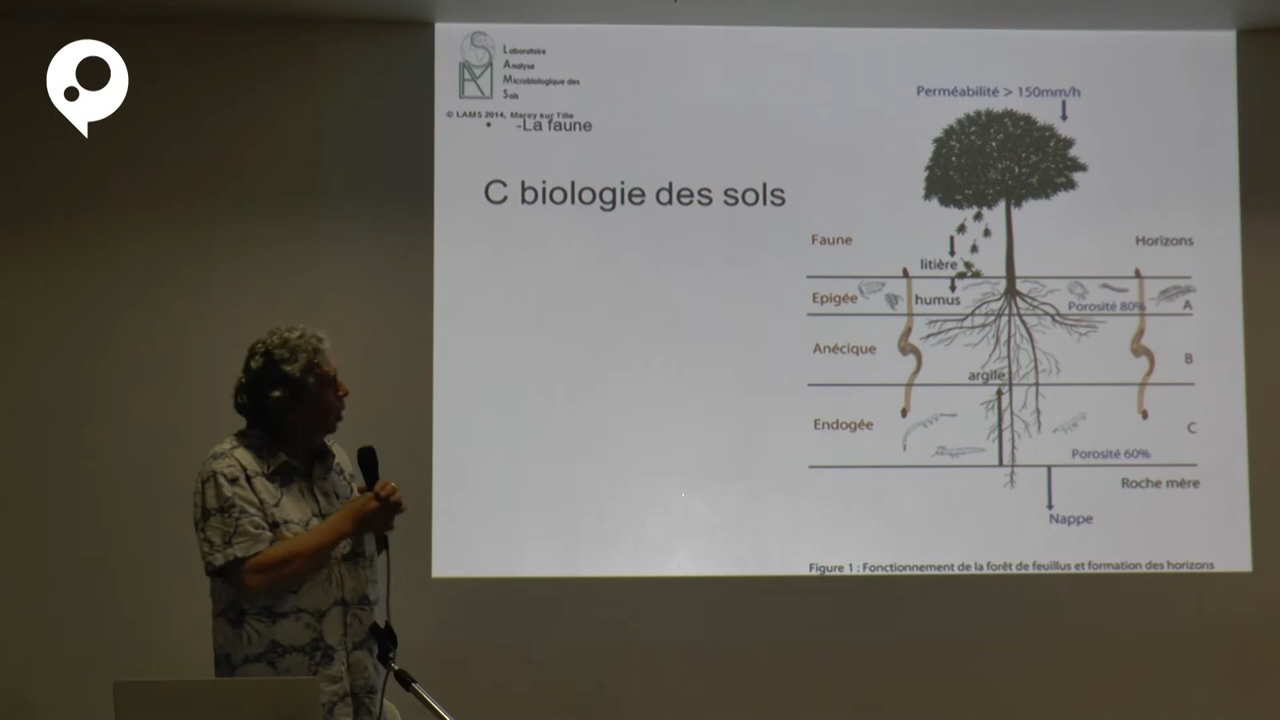 Laboratoire
Analyse
Microbiologique des
Sols
© LAMS 2014, Marey sur Tille
• -La faune
C biologie des sols
Perméabilité > 150mm/h
Faune
Horizons
litière
Epigée
humus
Porosité 80%
A
Anécique
B
argile
Endogée
C
Porosité 60%
Roche mère
Nappe
Figure 1 : Fonctionnement de la forêt de feuillus et formation des horizons